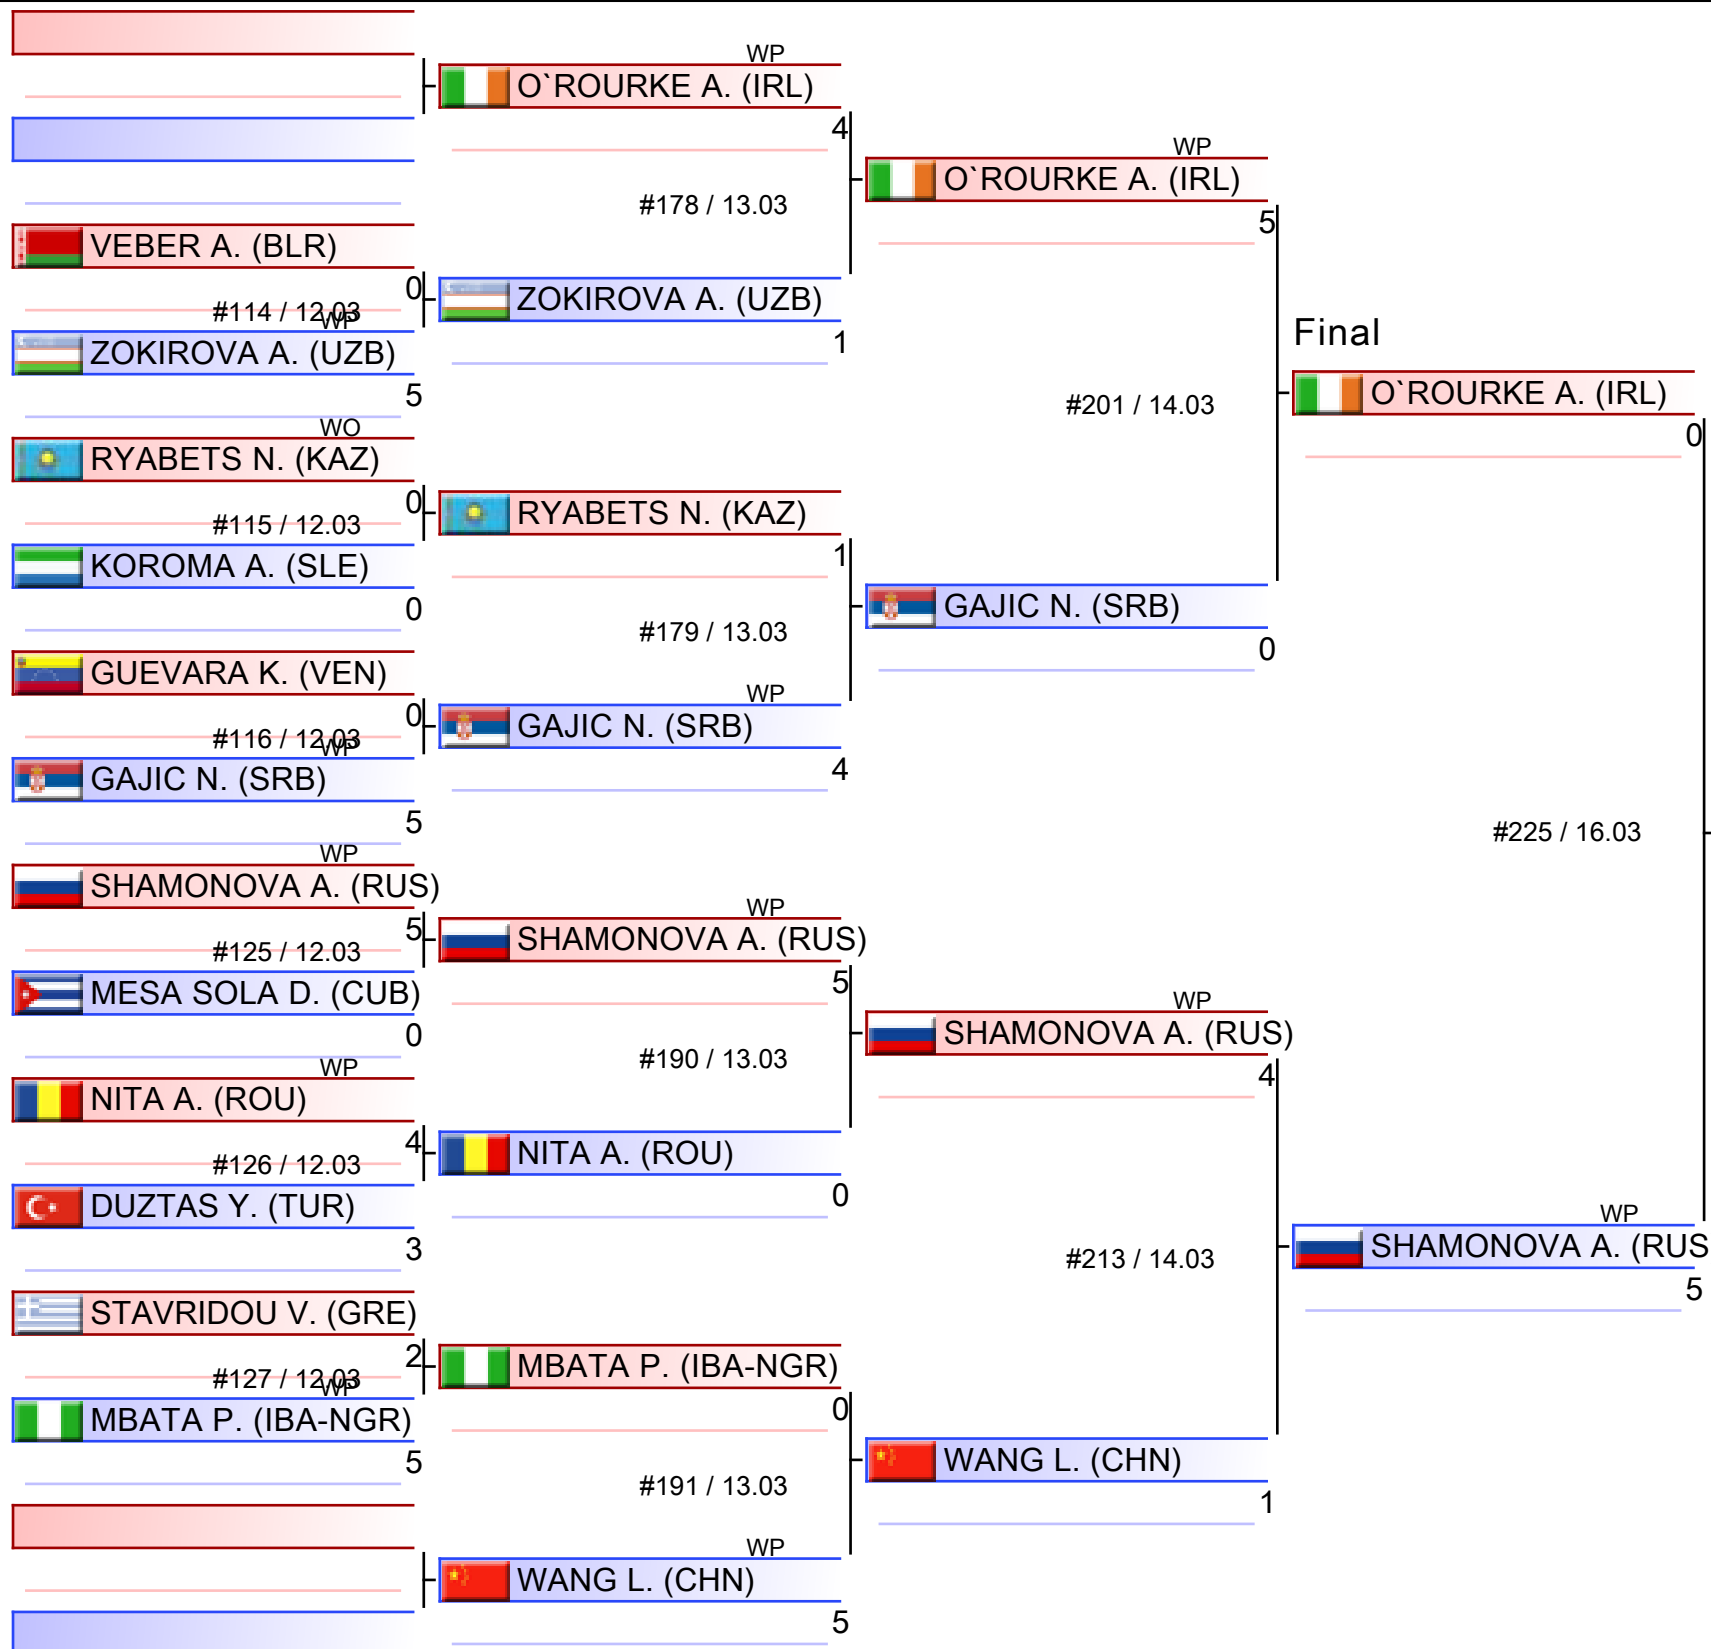 WP
O`ROURKE A. (IRL)
4
#178 / 13.03
VEBER A. (BLR)
0
#114 / 12.03
WP
ZOKIROVA A. (UZB)
5
ZOKIROVA A. (UZB)
1
WP
O`ROURKE A. (IRL)
5
#201 / 14.03
WO
RYABETS N. (KAZ)
0
#115 / 12.03
KOROMA A. (SLE)
0
RYABETS N. (KAZ)
1
#179 / 13.03
GUEVARA K. (VEN)
0
#116 / 12.03
WP
GAJIC N. (SRB)
5
WP
GAJIC N. (SRB)
4
GAJIC N. (SRB)
0
Final
O`ROURKE A. (IRL)
0
#225 / 16.03
WP
SHAMONOVA A. (RUS)
5
#125 / 12.03
MESA SOLA D. (CUB)
0
WP
SHAMONOVA A. (RUS)
5
#190 / 13.03
WP
NITA A. (ROU)
4
#126 / 12.03
DUZTAS Y. (TUR)
3
NITA A. (ROU)
0
WP
SHAMONOVA A. (RUS)
4
#213 / 14.03
STAVRIDOU V. (GRE)
2
#127 / 12.03
WP
MBATA P. (IBA-NGR)
5
MBATA P. (IBA-NGR)
0
#191 / 13.03
WP
WANG L. (CHN)
5
WANG L. (CHN)
1
WP
SHAMONOVA A. (RUS
5